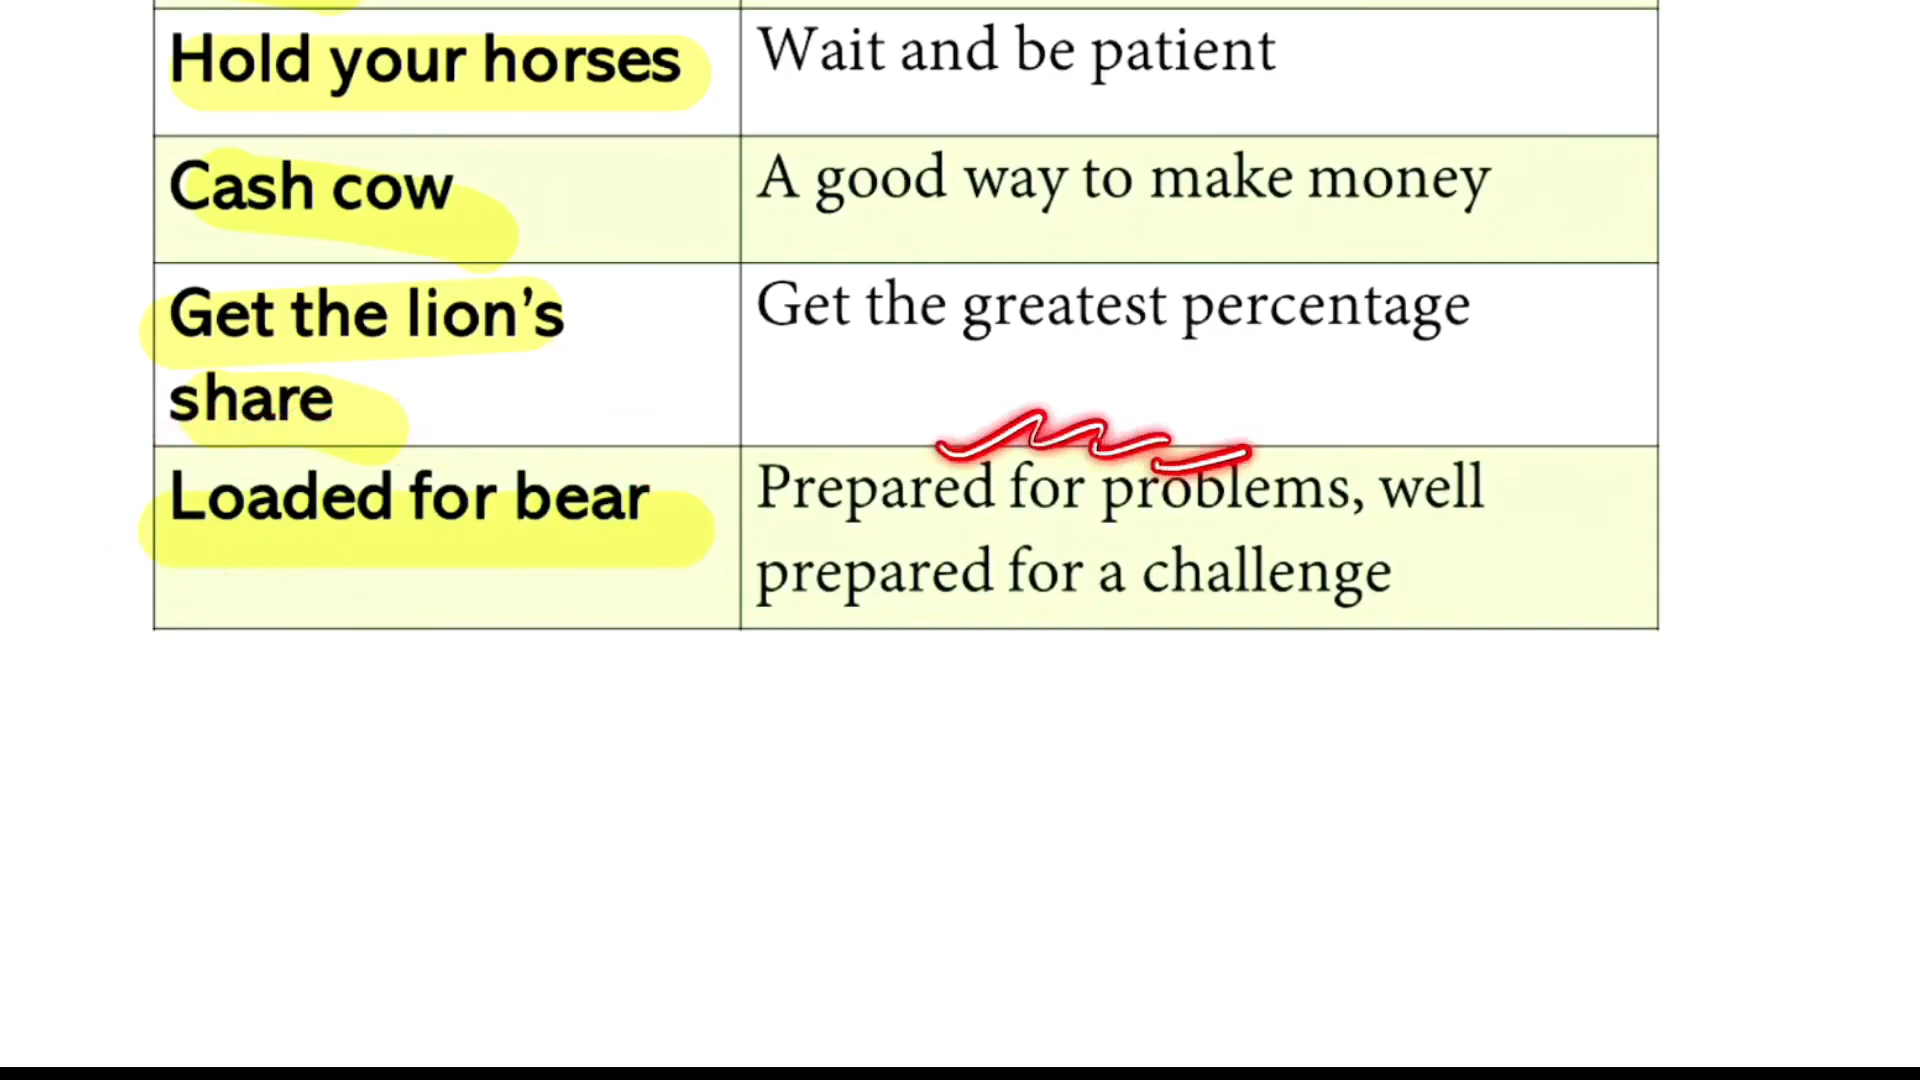 Hold your horses
Wait and be patient
Cash cow
A good way to make money
Get the lion’s
share
Get the greatest percentage
Loaded for bear
Prepared for problems, well
prepared for a challenge